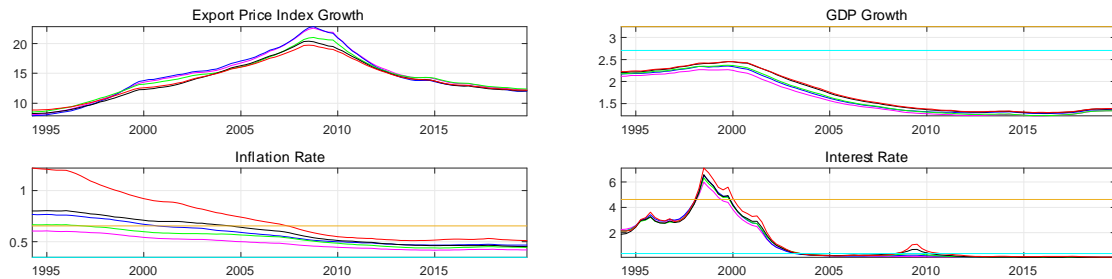 Export Price Index Growth
20
15
10
1995 2000 2005 2010 2015
GDP Growth
3
2.5
2
1.5
1995 2000 2005 2010 2015
Inflation Rate
1
0.5
1995 2000 2005 2010 2015
Interest Rate
6
4
2
1995 2000 2005 2010 2015